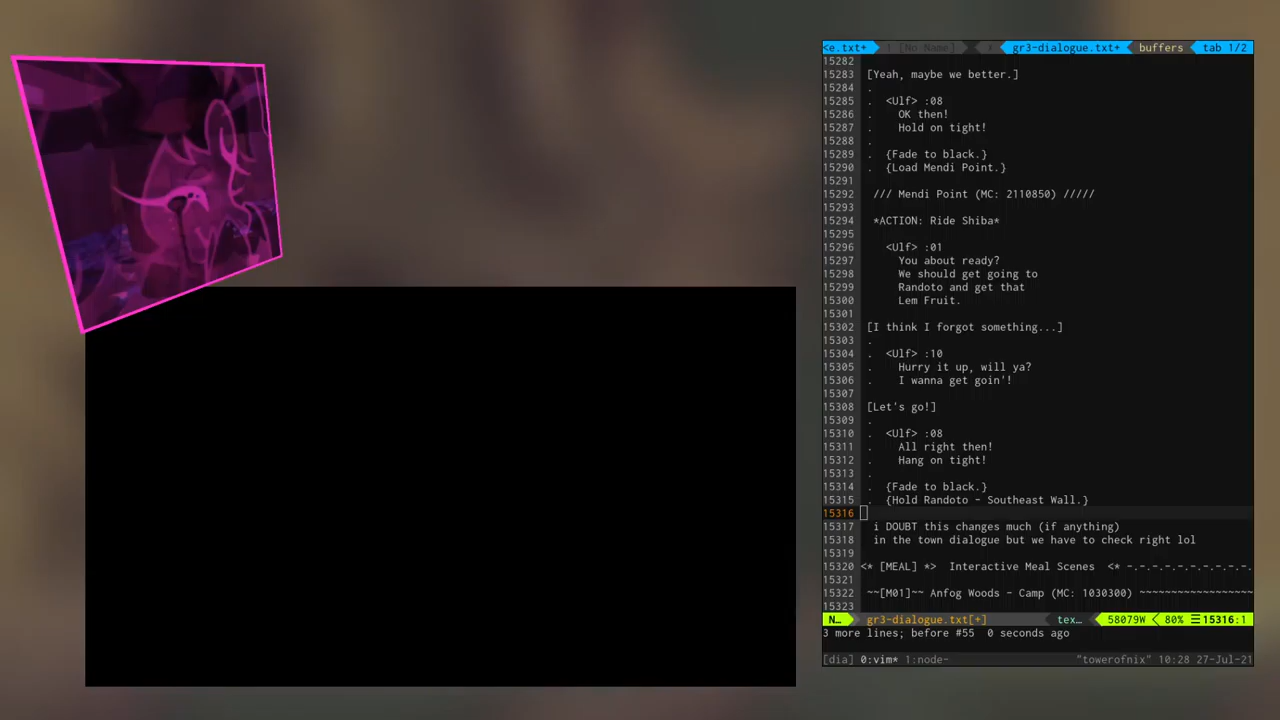 <e.txt+ 1 [No Name] gr3-dialogue.txt+ buffers tab 1/2
15282
15283 [Yeah, maybe we better.]
15284 .
15285 . <Ulf> :08
15286 . OK then!
15287 . Hold on tight!
15288 .
15289 . {Fade to black.}
15290 . {Load Mendi Point.}
15291
15292 /// Mendi Point (MC: 2110850) /////
15293
15294 *ACTION: Ride Shiba*
15295
15296 <Ulf> :01
15297 You about ready?
15298 We should get going to
15299 Randoto and get that
15300 Lem Fruit.
15301
15302 [I think I forgot something...]
15303 .
15304 . <Ulf> :10
15305 . Hurry it up, will ya?
15306 . I wanna get goin'!
15307
15308 [Let's go!]
15309 .
15310 . <Ulf> :08
15311 . All right then!
15312 . Hang on tight!
15313 .
15314 . {Fade to black.}
15315 . {Hold Randoto - Southeast Wall.}
15316
15317 i DOUBT this changes much (if anything)
15318 in the town dialogue but we have to check right lol
15319
15320 <* [MEAL] *> Interactive Meal Scenes <* -.-.-.-.-.-.-.-.-.
15321
15322 ~~[M01]~~ Anfog Woods - Camp (MC: 1030300) ~~~~~~~~~~~~~~~~~~
15323
N… gr3-dialogue.txt[+] tex… 58079W 80% ☰15316:1
3 more lines; before #55 0 seconds ago
[dia] 0:vim* 1:node- "towerofnix" 10:28 27-Jul-21